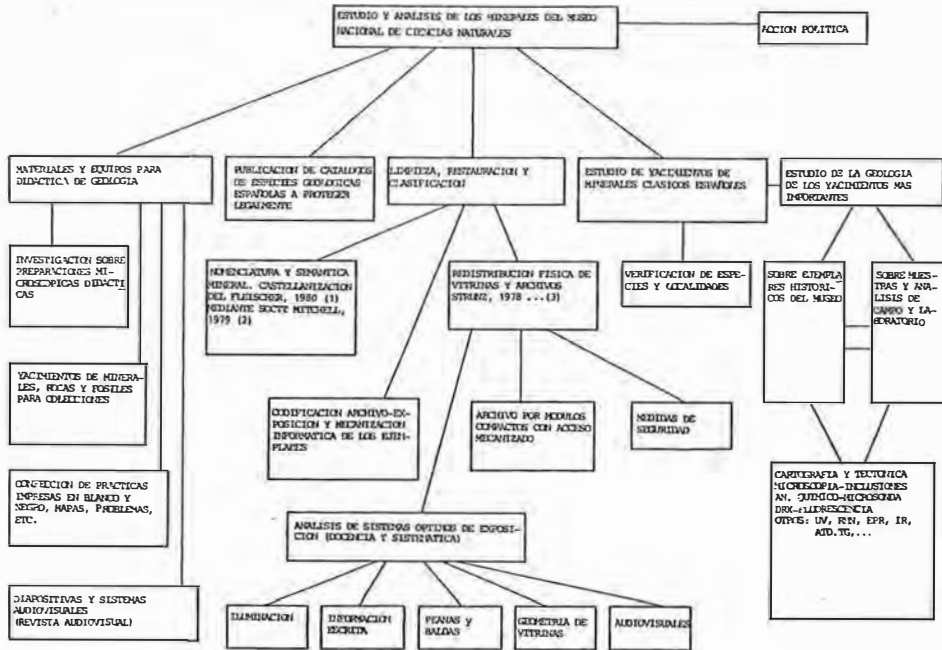 ESTUDIO Y ANALISIS DE LOS MINERALES DEL MUSEO
NACIONAL DE CIENCIAS NATURALES
ACCION POLITICA
MATERIALES Y EQUIPOS PARA
DIDACTICA DE GEOLOGIA
PUBLICACION DE CATALOGOS
DE ESPECIES GEOLOGICAS
ESPAÑOLAS A PROTEGER
LEGALMENTE
LIMPIEZA, RESTAURACION Y
CLASIFICACION
ESTUDIO DE YACIMIENTOS DE
MINERALES CLASICOS ESPAÑOLES
ESTUDIO DE LA GEOLOGIA
DE LOS YACIMIENTOS MAS
IMPORTANTES
INVESTIGACION SOBRE
PREPARACIONES MI-
CROSCOPICAS DIDACTI
CAS
NOMENCLATURA Y SEMANTICA
MINERAL. CASTELLANIZACION
DEL FLEISCHER, 1980 (1)
MEDIANTE MITCHELL,
1979 (2)
REDISTRIBUCION FISICA DE
VITRINAS Y ARCHIVOS
STRUNZ, 1978 ...(3)
VERIFICACION DE ESPE-
CIES Y LOCALIDADES
SOBRE EJEMPLA
RES HISTORI-
COS DEL MUSEO
SOBRE MUES-
TRAS Y ANA-
LISIS DE
CAMPO Y LA-
BORATORIO
YACIMIENTOS DE MINERA-
LES, ROCAS Y FOSILES
PARA COLECCIONES
CODIFICACION ARCHIVO-EX-
POSICION Y MECANIZACION
INFORMATICA DE LOS EJEM-
PLARES
ARCHIVO POR MODULOS
COMPACTOS CON ACCESO
MECANIZADO
MEDIDAS DE
SEGURIDAD
CONFECCION DE PRACTICAS
IMPRESAS EN BLANCO Y
NEGRO, MAPAS, PROBLEMAS,
ETC.
CARTOGRAFIA Y TECTONICA
MICROSCOPIA-INCLUSIONES
AN. QUIMICO-MICROSONDA
DRX-FLUORESCENCIA
OTROS: UV, RMN, EPR, IR,
ATD.TG,...
ANALISIS DE SISTEMAS OPTIMOS DE EXPOSI-
CION (DOCENCIA Y SISTEMATICA)
DIAPOSITIVAS Y SISTEMAS
AUDIOVISUALES
(REVISTA AUDIOVISUAL)
ILUMINACION
INFORMACION
ESCRITA
PEANAS Y
BALDAS
GEOMETRIA DE
VITRINAS
AUDIOVISUALES